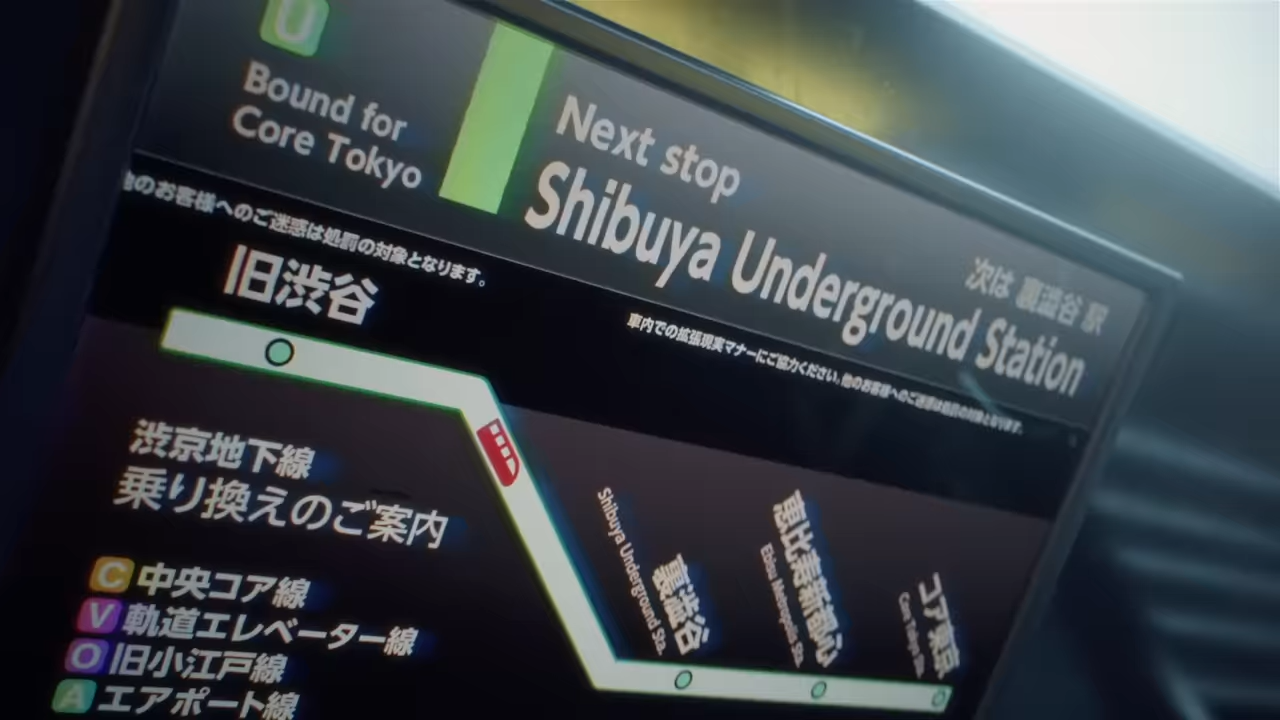 U
Bound for
Core Tokyo
Next stop
Shibuya Underground Station
次は 裏澁谷 駅
他のお客様へのご迷惑は処罰の対象となります。
車内での拡張現実マナーにご協力ください。他のお客様へのご迷惑は処罰の対象となります。
旧渋谷
渋京地下線
乗り換えのご案内
C 中央コア線
V 軌道エレベーター線
O 旧小江戸線
A エアポート線
裏澁谷
Shibuya Underground Sta.
恵比寿新都心
Ebisu Metropolis Sta.
コア東京
Core Tokyo Sta.